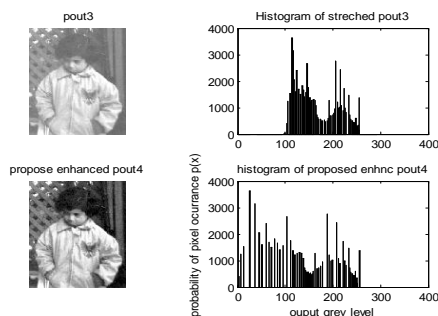 pout3
Histogram of streched pout3
4000
3000
2000
1000
0
0 100 200 300 400
propose enhanced pout4
histogram of proposed enhnc pout4
probability of pixel ocurrance p(x)
4000
3000
2000
1000
0
0 100 200 300 400
ouput grey level